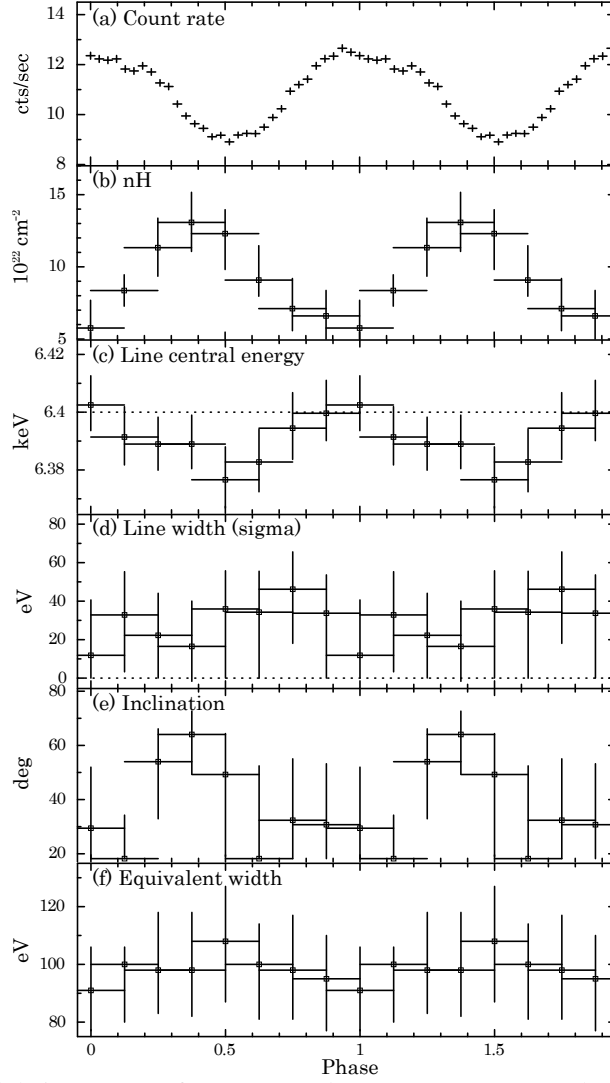 (a) Count rate
14
12
10
8
cts/sec
(b) nH
15
10
5
10²² cm⁻²
(c) Line central energy
6.42
6.4
6.38
keV
(d) Line width (sigma)
80
60
40
20
0
eV
(e) Inclination
80
60
40
20
deg
(f) Equivalent width
120
100
80
eV
0
0.5
1
1.5
Phase